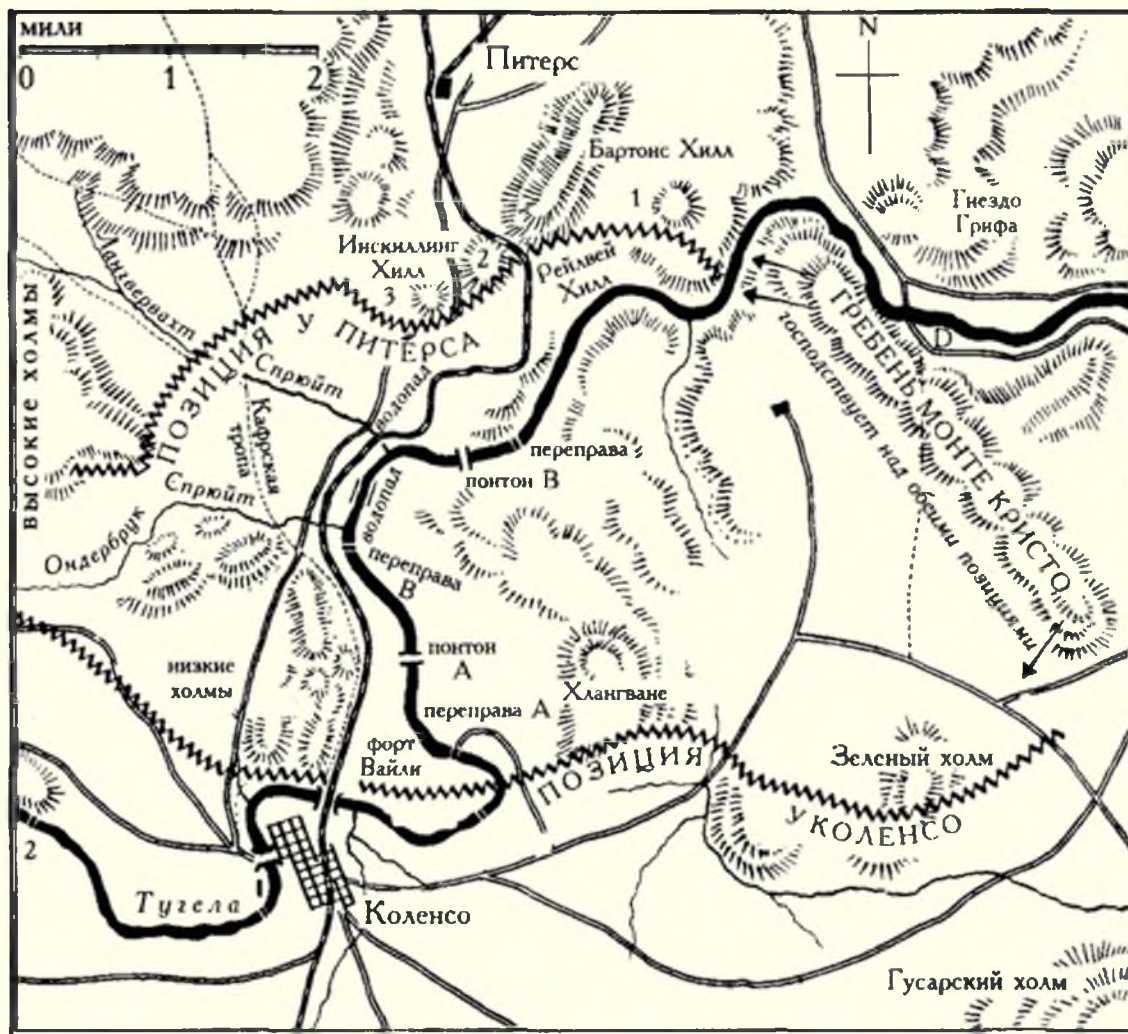 мили
0 1 2
Питерс
N
Бартонс Хилл
1
Гнездо
Грифа
Инскиллинг
Хилл
2
3
Рейлвей
Хилл
Лангвервахт
Спрюйт
ПОЗИЦИЯ У ПИТЕРСА
ВЫСОКИЕ ХОЛМЫ
водопад
Кафрская
тропа
ГРЕБЕНЬ МОНТЕ КРИСТО
господствует над обеими позициями
D
переправа
понтон В
водопад
Ондербрук
Спрюйт
переправа
В
понтон
А
переправа А
низкие
холмы
Хлангване
форт
Вайли
ПОЗИЦИЯ
У КОЛЕНСО
Зеленый холм
2
Тугела
1
Коленсо
Гусарский холм